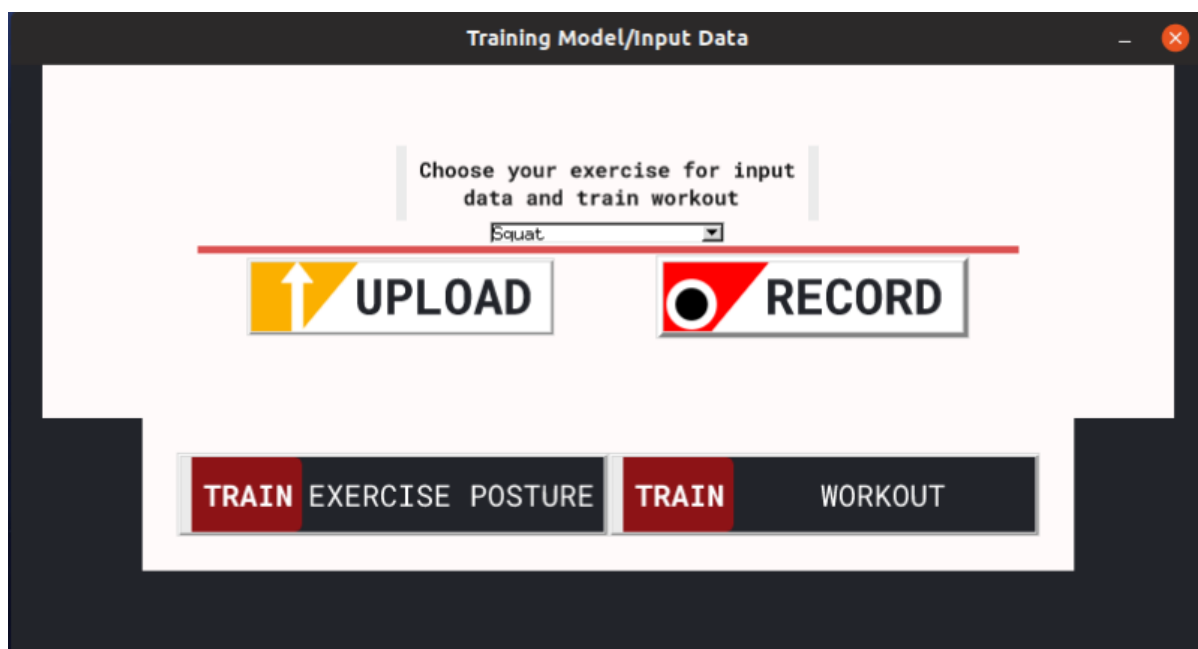 Training Model/Input Data
Choose your exercise for input
data and train workout
Squat
UPLOAD
RECORD
TRAIN EXERCISE POSTURE
TRAIN WORKOUT